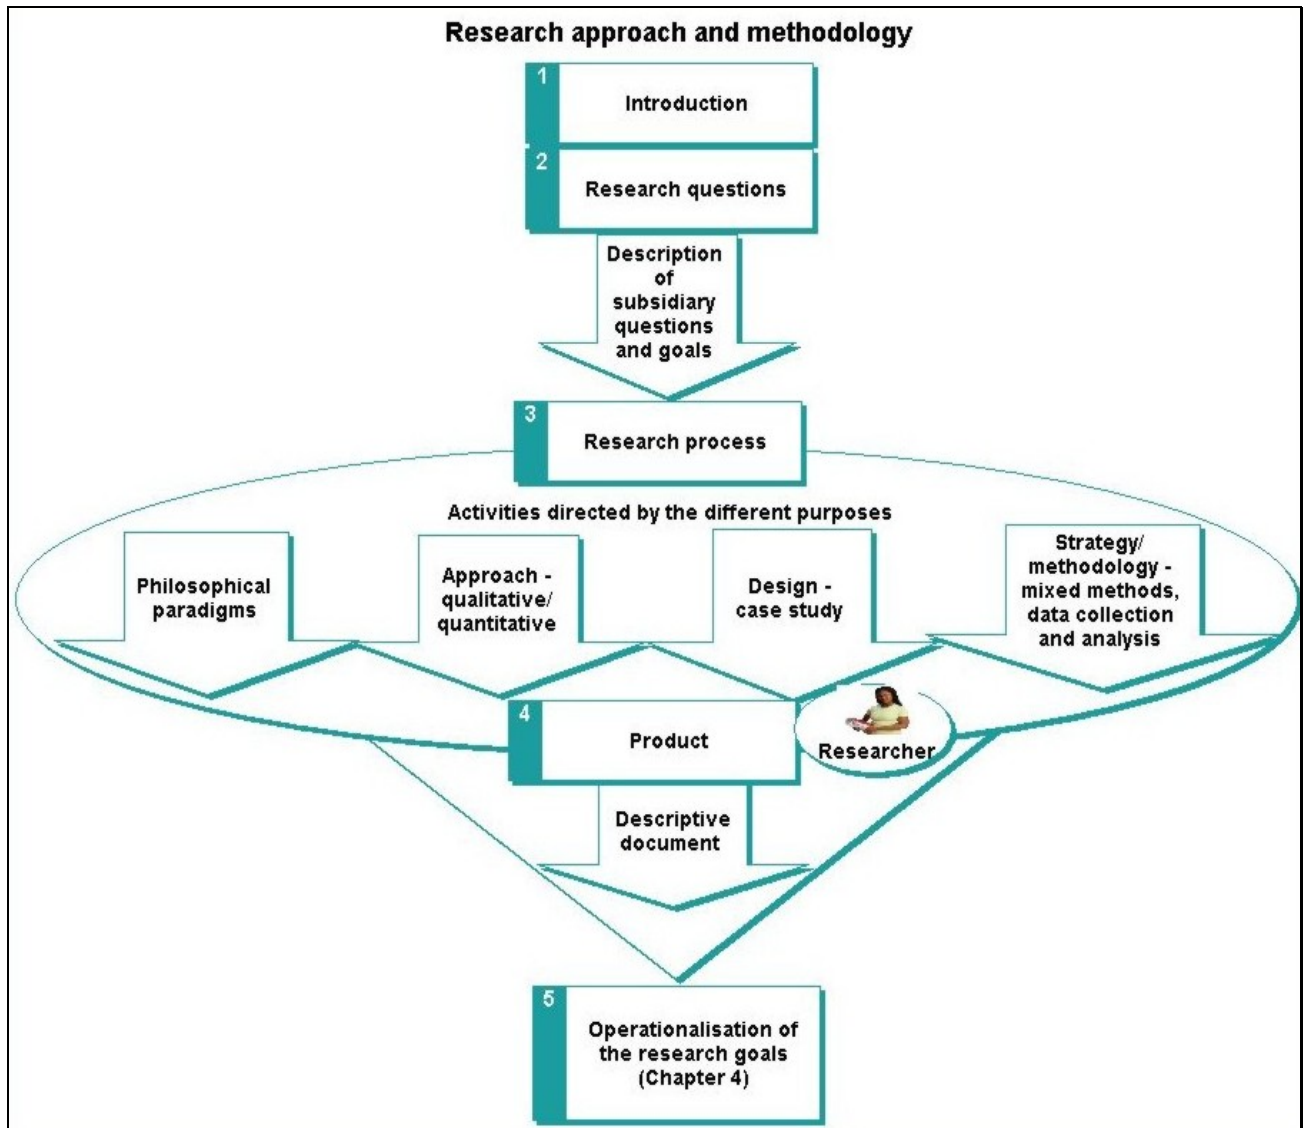 Research approach and methodology
1
Introduction
2
Research questions
Description
of
subsidiary
questions
and goals
3
Research process
Activities directed by the different purposes
Philosophical
paradigms
Approach -
qualitative/
quantitative
Design -
case study
Strategy/
methodology -
mixed methods,
data collection
and analysis
4
Product
Researcher
Descriptive
document
5
Operationalisation of
the research goals
(Chapter 4)